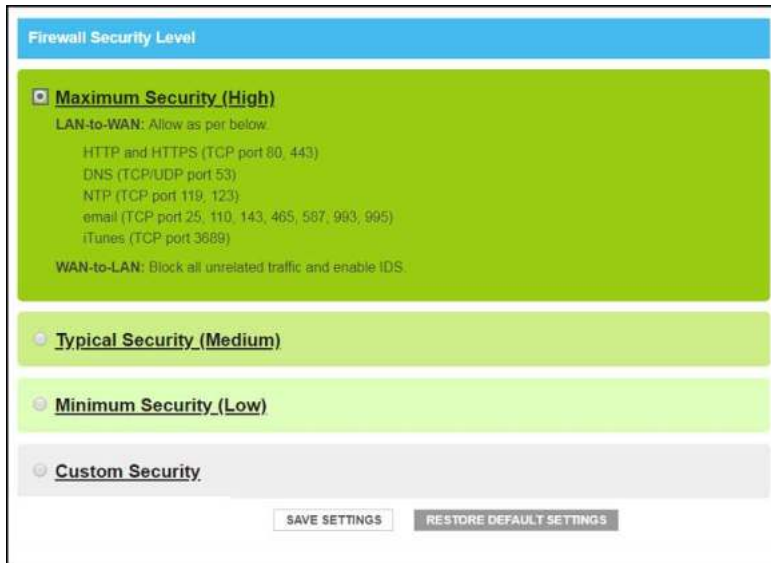 Firewall Security Level
Maximum Security (High)
LAN-to-WAN: Allow as per below.
HTTP and HTTPS (TCP port 80, 443)
DNS (TCP/UDP port 53)
NTP (TCP port 119, 123)
email (TCP port 25, 110, 143, 465, 587, 993, 995)
iTunes (TCP port 3689)
WAN-to-LAN: Block all unrelated traffic and enable IDS.
Typical Security (Medium)
Minimum Security (Low)
Custom Security
SAVE SETTINGS RESTORE DEFAULT SETTINGS